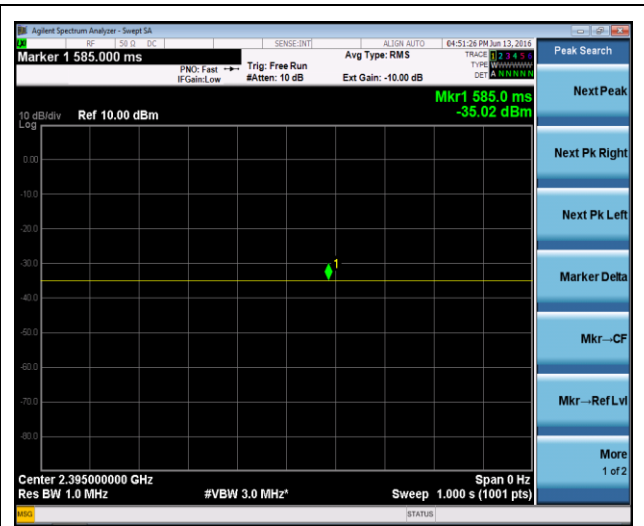 Agilent Spectrum Analyzer - Swept SA
LXI RF 50 Ω DC SENSE:INT ALIGN AUTO 04:51:26 PM Jun 13, 2016
Marker 1 585.000 ms
PNO: Fast
IFGain:Low
Trig: Free Run
#Atten: 10 dB
Avg Type: RMS
Ext Gain: -10.00 dB
TRACE 1 2 3 4 5 6
TYPE WWWWWW
DET A N N N N N
Mkr1 585.0 ms
-35.02 dBm
10 dB/div Ref 10.00 dBm
Log
0.00
-10.0
-20.0
-30.0
-40.0
-50.0
-60.0
-70.0
-80.0
1
Center 2.395000000 GHz Span 0 Hz
Res BW 1.0 MHz #VBW 3.0 MHz* Sweep 1.000 s (1001 pts)
MSG STATUS
Peak Search
Next Peak
Next Pk Right
Next Pk Left
Marker Delta
Mkr→CF
Mkr→Ref Lvl
More
1 of 2